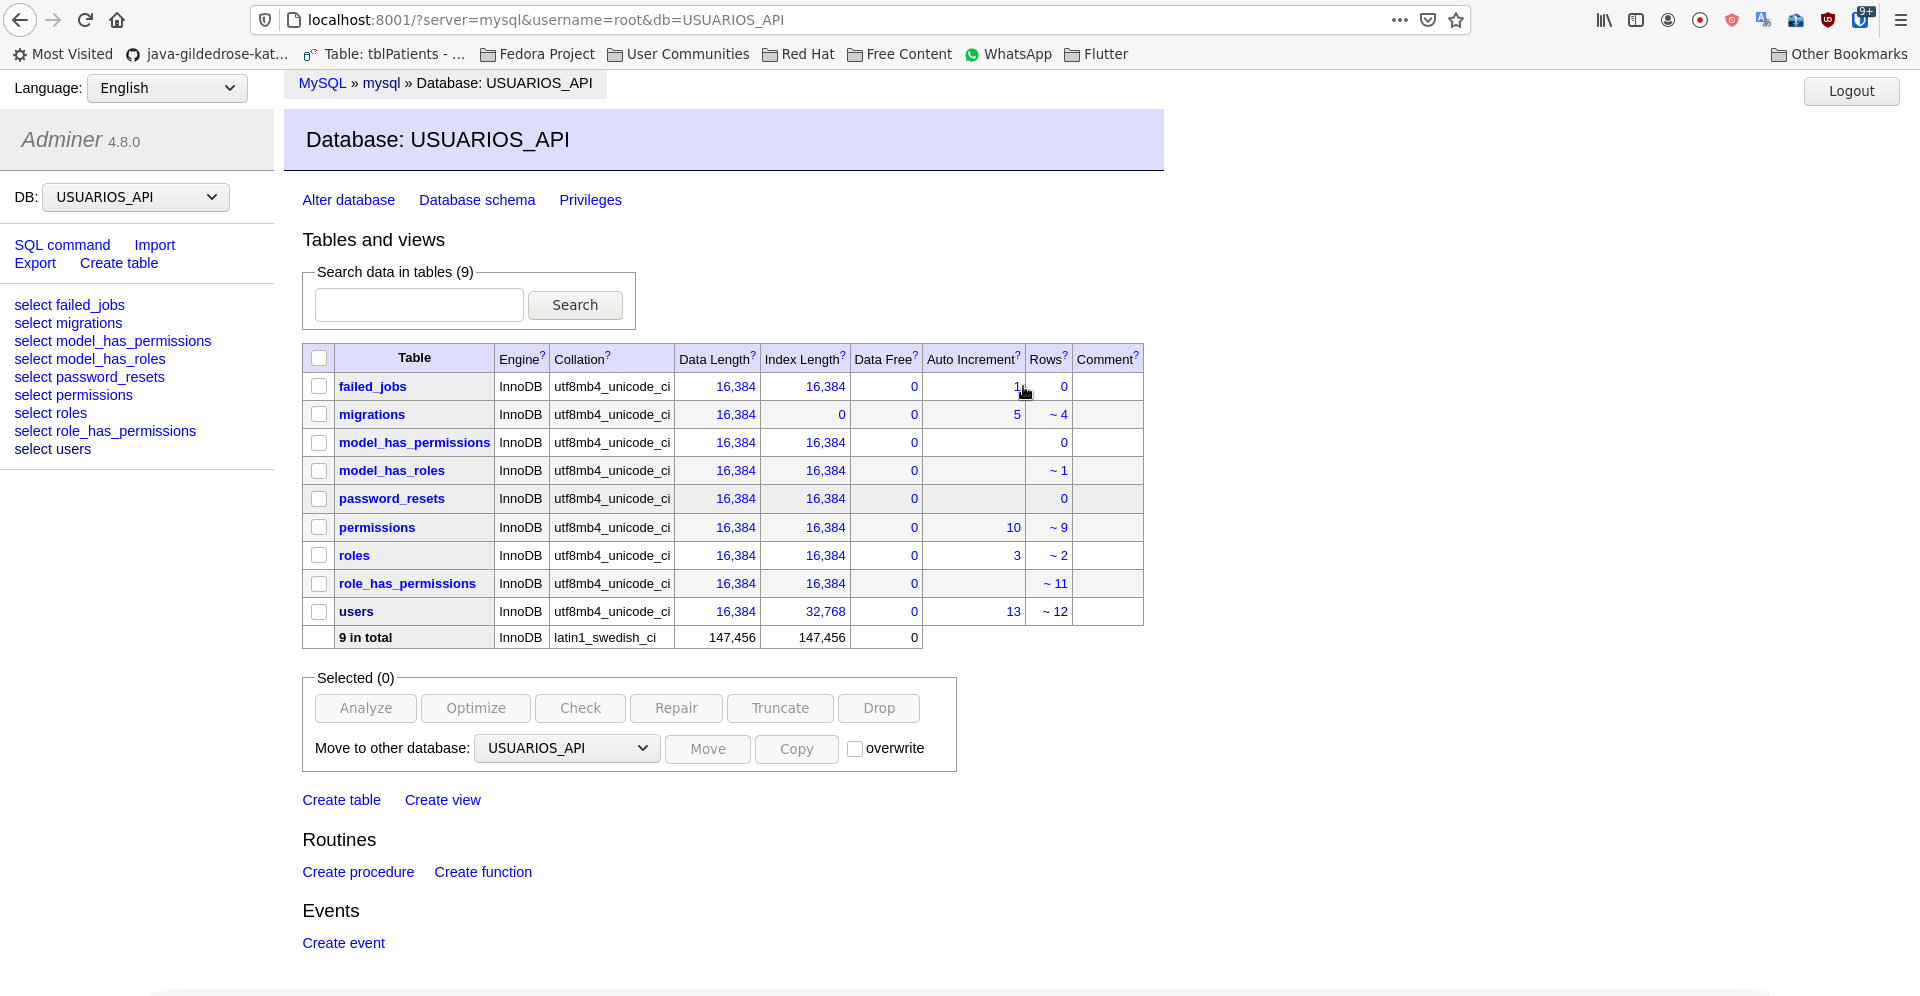 localhost:8001/?server=mysql&username=root&db=USUARIOS_API
9+
Most Visited java-gildedrose-kat… Table: tblPatients - … Fedora Project User Communities Red Hat Free Content WhatsApp Flutter Other Bookmarks
Language: English
MySQL » mysql » Database: USUARIOS_API
Logout
Adminer 4.8.0
Database: USUARIOS_API
DB: USUARIOS_API
Alter database Database schema Privileges
SQL command Import
Export Create table
select failed_jobs
select migrations
select model_has_permissions
select model_has_roles
select password_resets
select permissions
select roles
select role_has_permissions
select users
Tables and views
Search data in tables (9)
Search
Table Engine? Collation? Data Length? Index Length? Data Free? Auto Increment? Rows? Comment?
failed_jobs InnoDB utf8mb4_unicode_ci 16,384 16,384 0 1 0
migrations InnoDB utf8mb4_unicode_ci 16,384 0 0 5 ~ 4
model_has_permissions InnoDB utf8mb4_unicode_ci 16,384 16,384 0 0
model_has_roles InnoDB utf8mb4_unicode_ci 16,384 16,384 0 ~ 1
password_resets InnoDB utf8mb4_unicode_ci 16,384 16,384 0 0
permissions InnoDB utf8mb4_unicode_ci 16,384 16,384 0 10 ~ 9
roles InnoDB utf8mb4_unicode_ci 16,384 16,384 0 3 ~ 2
role_has_permissions InnoDB utf8mb4_unicode_ci 16,384 16,384 0 ~ 11
users InnoDB utf8mb4_unicode_ci 16,384 32,768 0 13 ~ 12
9 in total InnoDB latin1_swedish_ci 147,456 147,456 0
Selected (0)
Analyze Optimize Check Repair Truncate Drop
Move to other database: USUARIOS_API Move Copy overwrite
Create table Create view
Routines
Create procedure Create function
Events
Create event